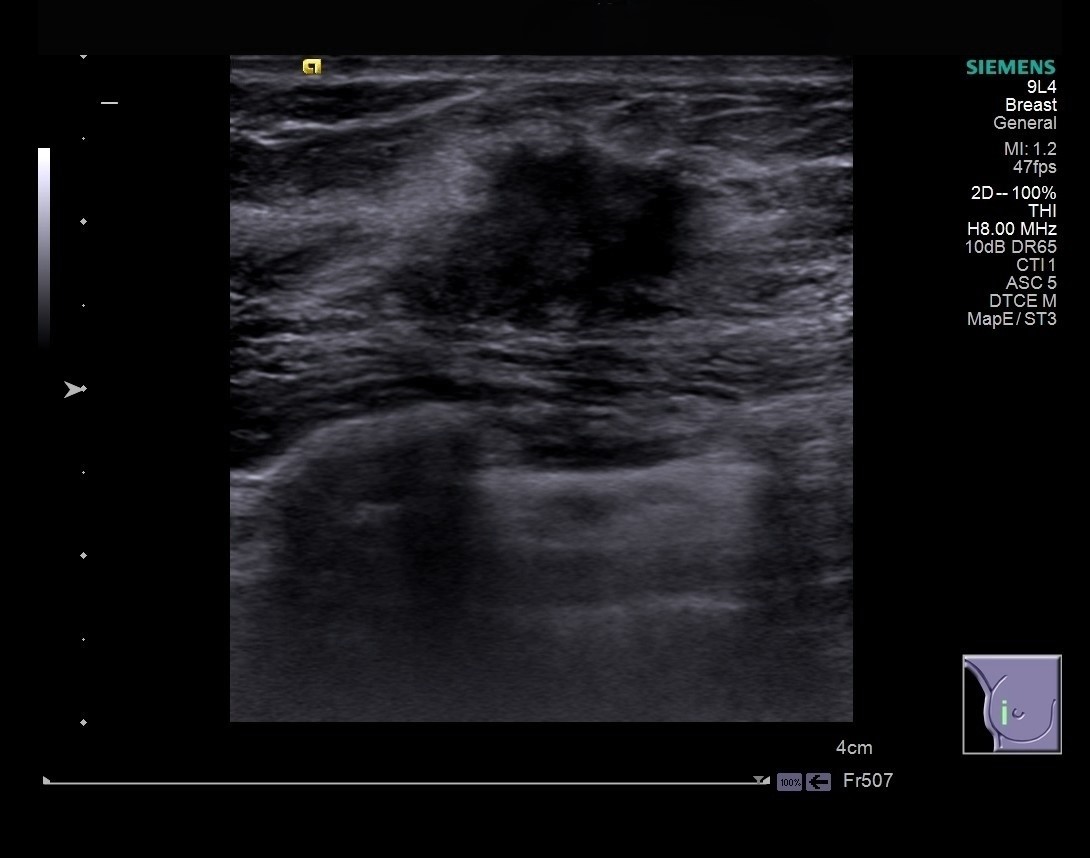 SIEMENS
9L4
Breast
General
MI: 1.2
47fps
2D--100%
THI
H8.00 MHz
10dB DR65
CTI 1
ASC 5
DTCE M
MapE / ST3
4cm
100%
Fr507